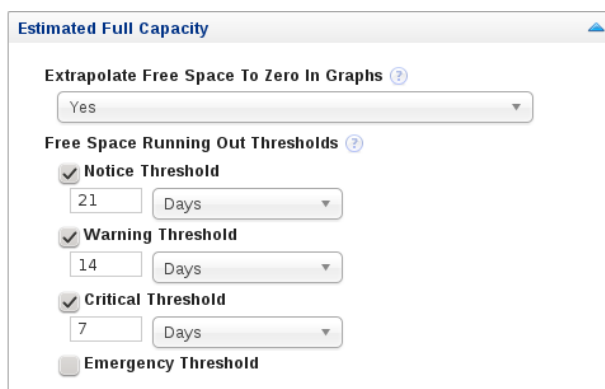 Estimated Full Capacity
Extrapolate Free Space To Zero In Graphs ?
Yes
Free Space Running Out Thresholds ?
Notice Threshold
21 Days
Warning Threshold
14 Days
Critical Threshold
7 Days
Emergency Threshold